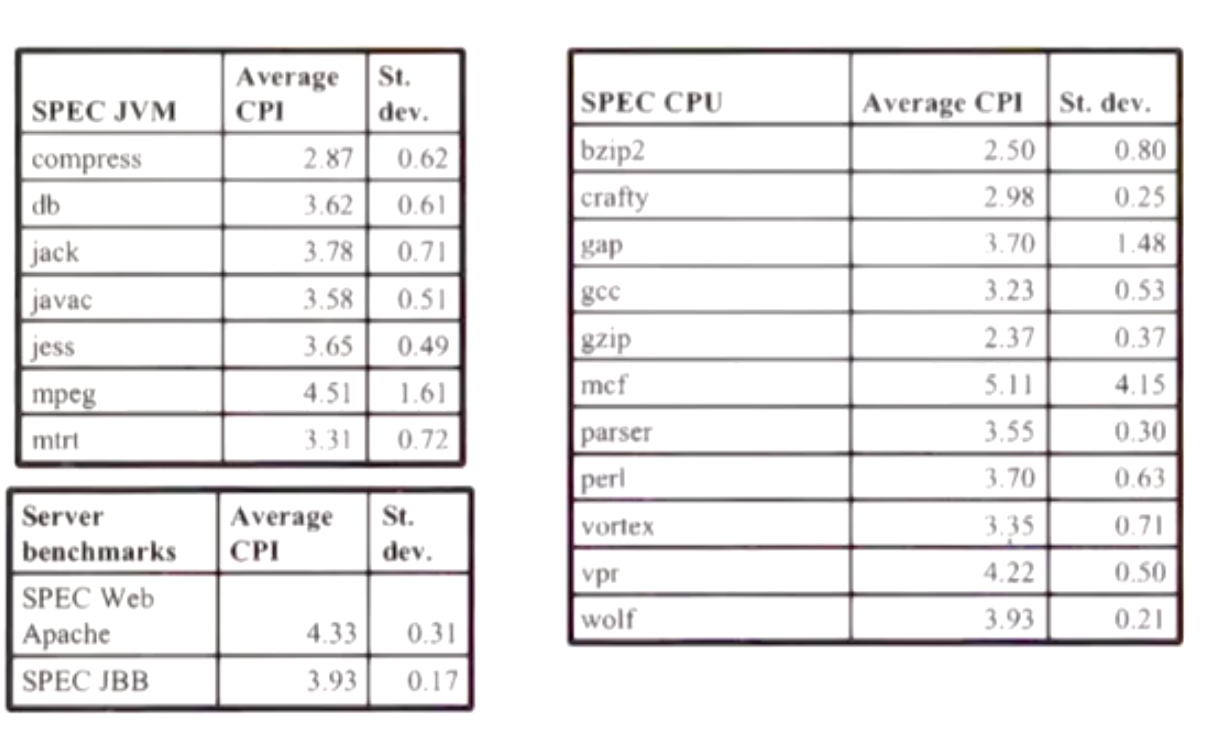 SPEC JVM Average CPI St. dev.
compress 2.87 0.62
db 3.62 0.61
jack 3.78 0.71
javac 3.58 0.51
jess 3.65 0.49
mpeg 4.51 1.61
mtrt 3.31 0.72
Server benchmarks Average CPI St. dev.
SPEC Web Apache 4.33 0.31
SPEC JBB 3.93 0.17
SPEC CPU Average CPI St. dev.
bzip2 2.50 0.80
crafty 2.98 0.25
gap 3.70 1.48
gcc 3.23 0.53
gzip 2.37 0.37
mcf 5.11 4.15
parser 3.55 0.30
perl 3.70 0.63
vortex 3.35 0.71
vpr 4.22 0.50
wolf 3.93 0.21